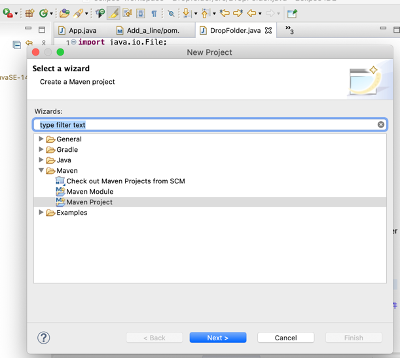 App.java
Add_a_line/pom.
DropFolder.java
3
1
import java.io.File;
New Project
Select a wizard
Create a Maven project
Wizards:
type filter text
General
Gradle
Java
Maven
Check out Maven Projects from SCM
Maven Module
Maven Project
Examples
?
< Back
Next >
Cancel
Finish